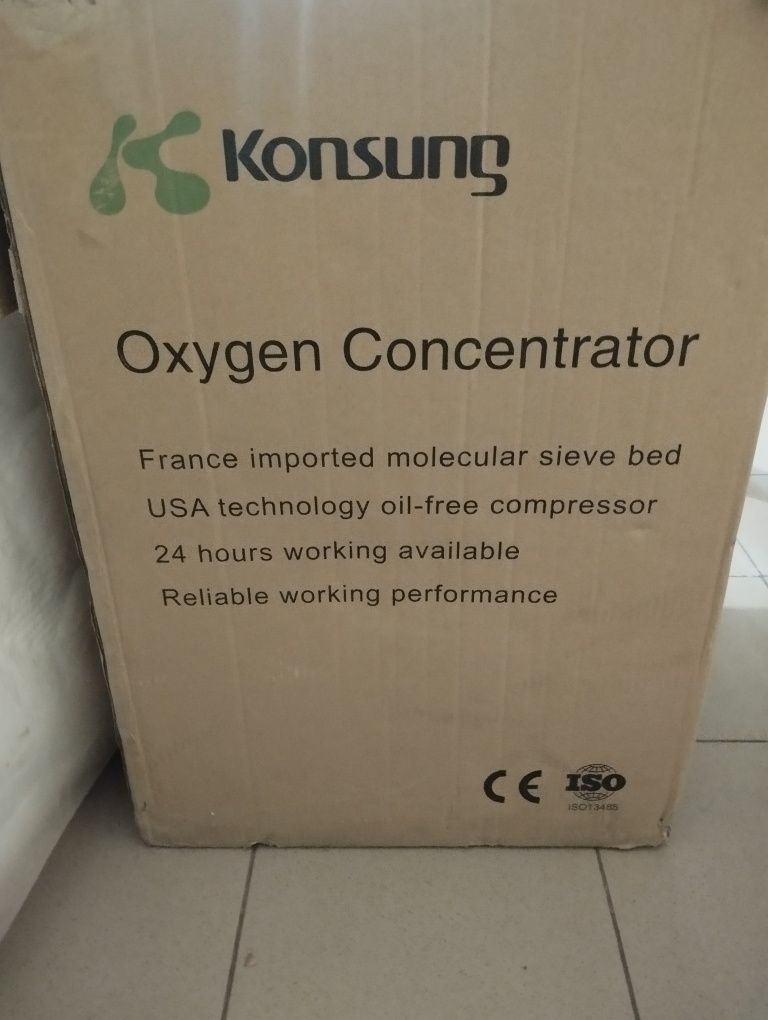 Konsung
Oxygen Concentrator
France imported molecular sieve bed
USA technology oil-free compressor
24 hours working available
Reliable working performance
CE ISO
ISO13485